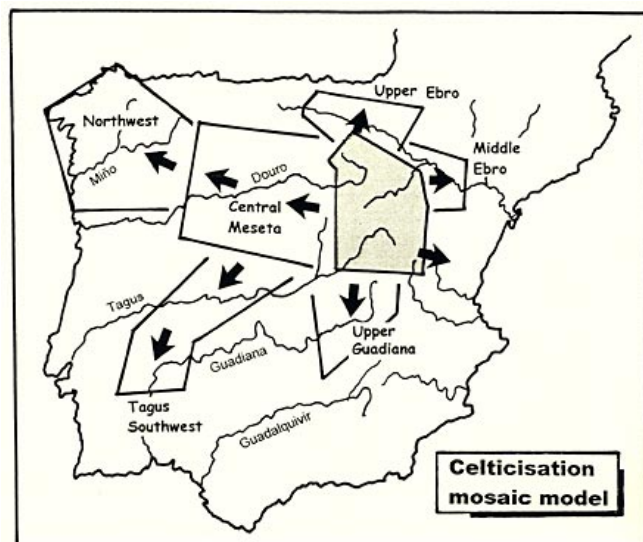 Upper Ebro
Northwest
Middle
Ebro
Miño
Douro
Central
Meseta
Tagus
Upper
Guadiana
Guadiana
Tagus
Southwest
Guadalquivir
Celticisation
mosaic model